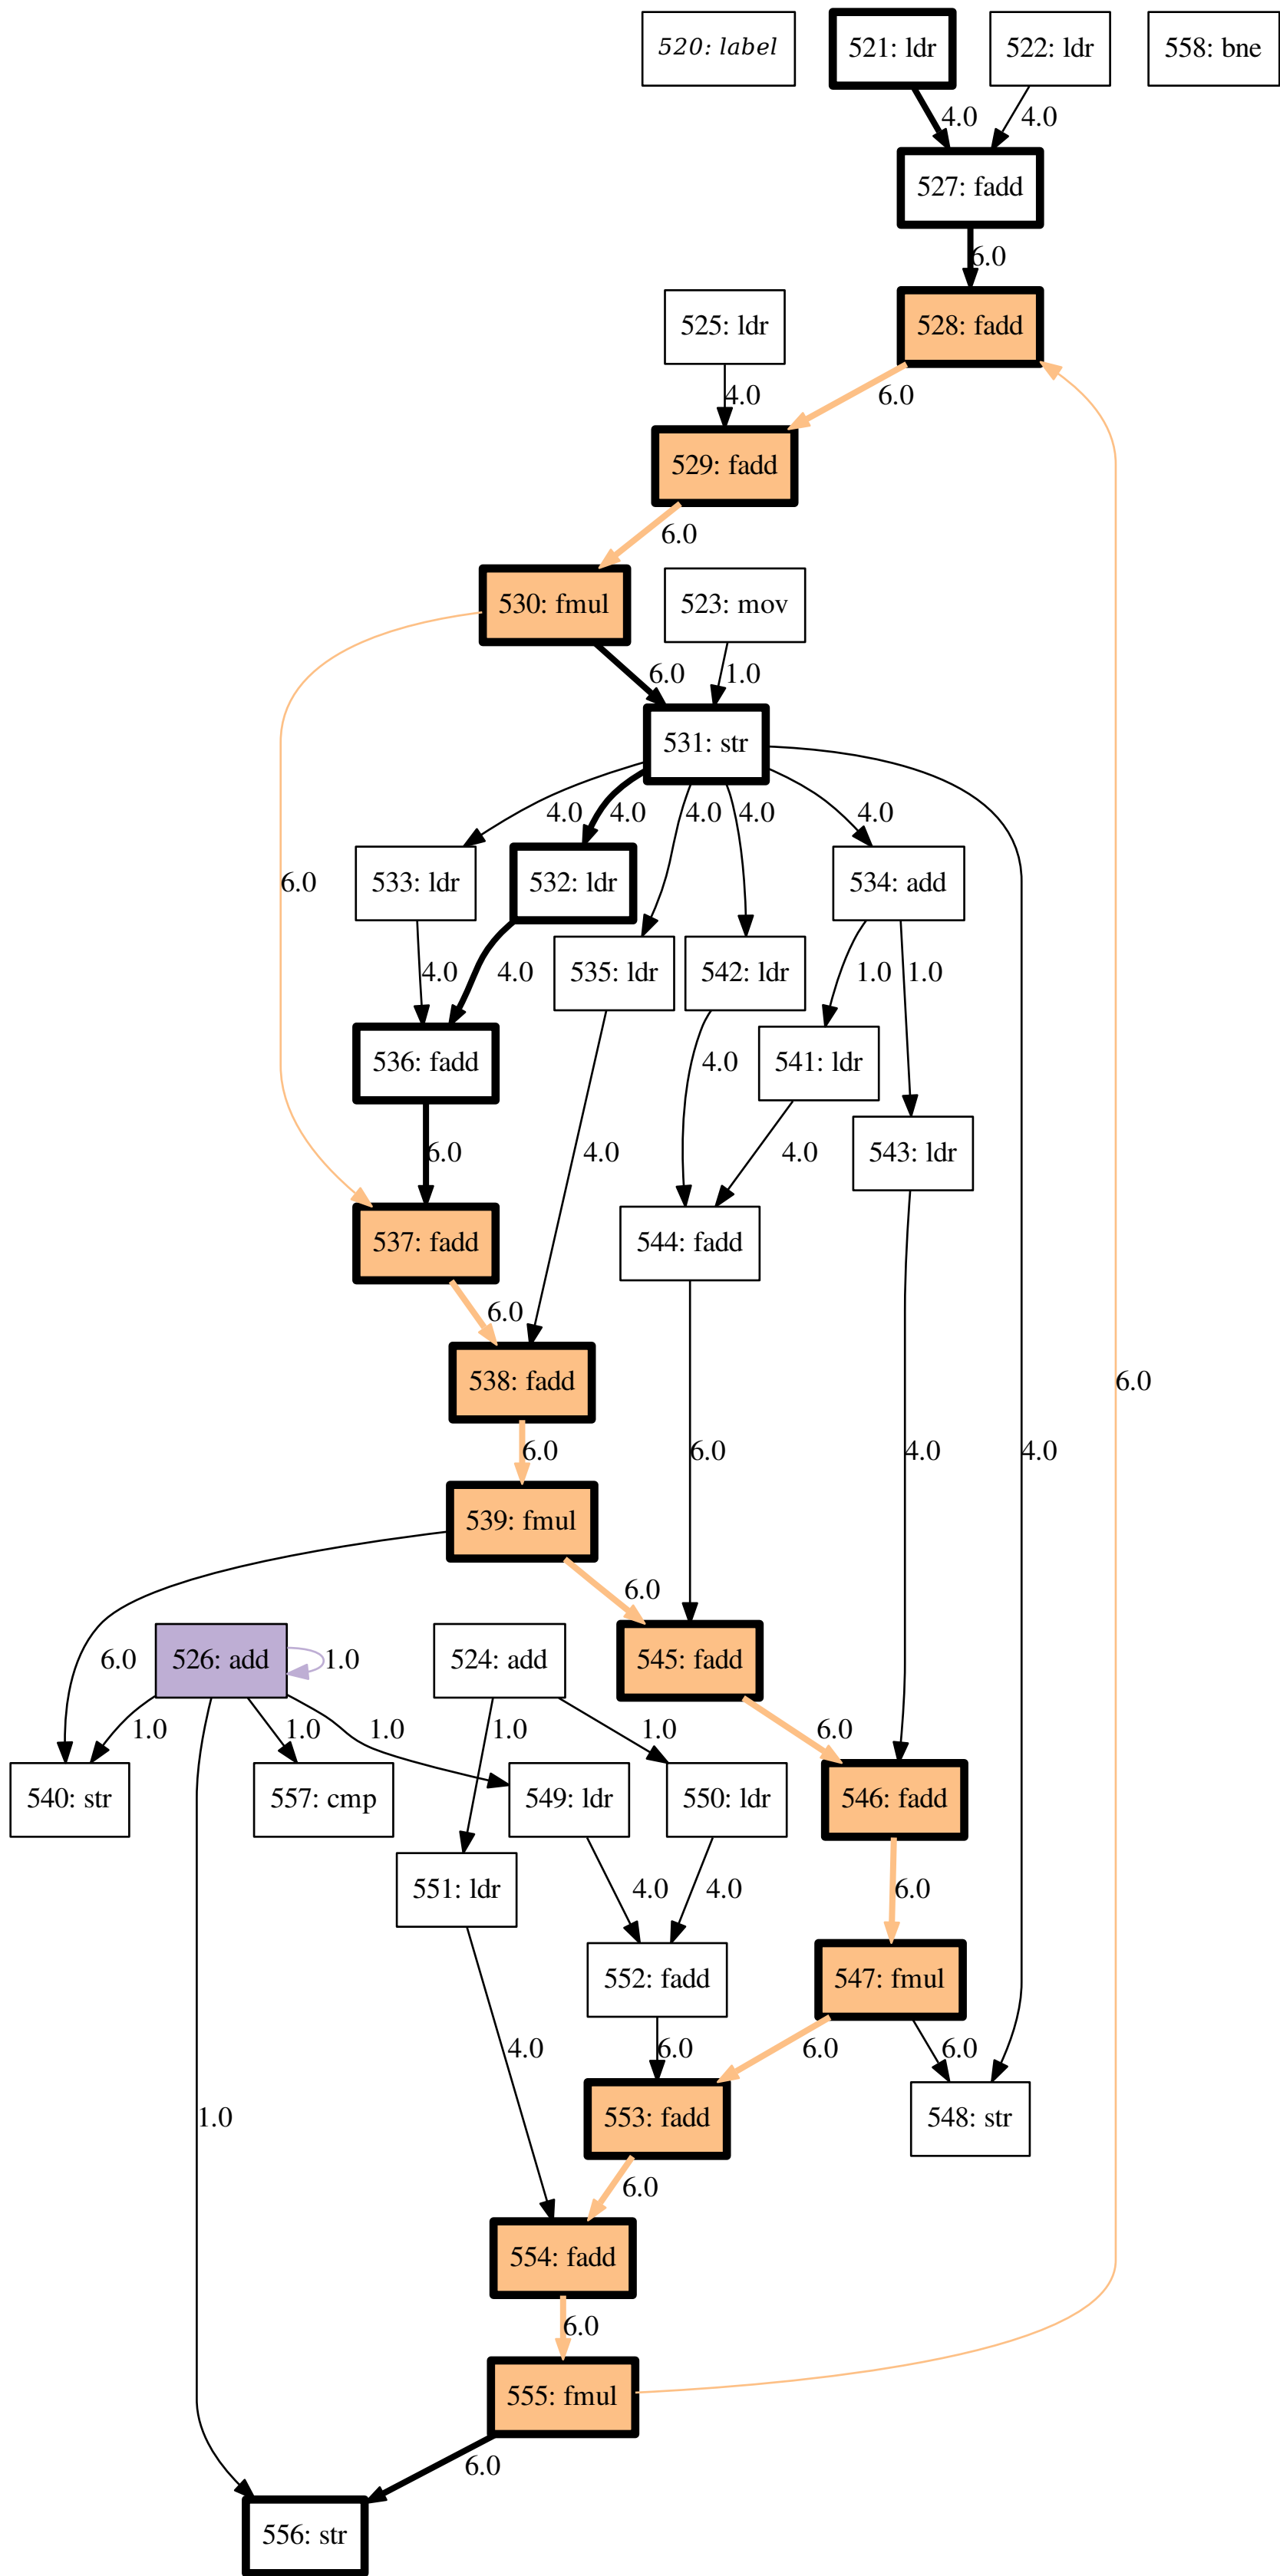 520: label
521: ldr
522: ldr
558: bne
4.0
4.0
527: fadd
6.0
525: ldr
528: fadd
4.0
6.0
529: fadd
6.0
530: fmul
523: mov
6.0
1.0
531: str
4.0
4.0
4.0
4.0
4.0
533: ldr
532: ldr
534: add
6.0
535: ldr
542: ldr
4.0
4.0
1.0
1.0
536: fadd
4.0
541: ldr
6.0
4.0
4.0
543: ldr
537: fadd
544: fadd
6.0
538: fadd
6.0
6.0
6.0
4.0
4.0
539: fmul
6.0
6.0
526: add
1.0
524: add
545: fadd
1.0
1.0
1.0
1.0
1.0
6.0
540: str
557: cmp
549: ldr
550: ldr
546: fadd
551: ldr
4.0
4.0
6.0
552: fadd
547: fmul
4.0
6.0
6.0
6.0
1.0
553: fadd
548: str
6.0
554: fadd
6.0
555: fmul
6.0
556: str